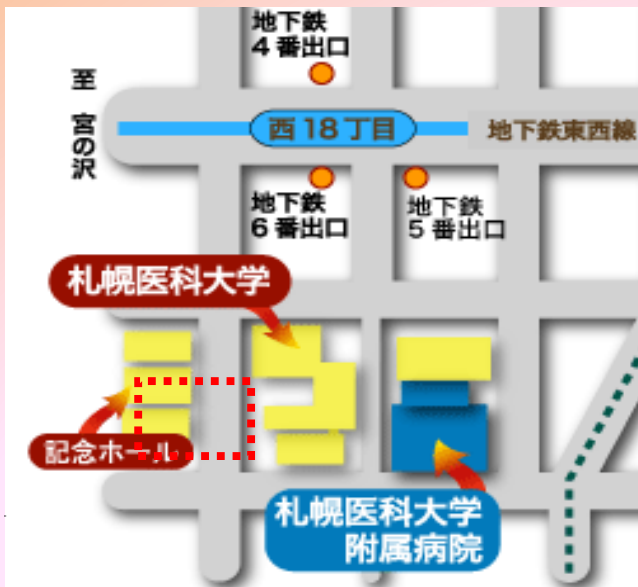 地下鉄
4番出口
至 宮の沢
西18丁目
地下鉄東西線
地下鉄
6番出口
地下鉄
5番出口
札幌医科大学
記念ホール
札幌医科大学
附属病院